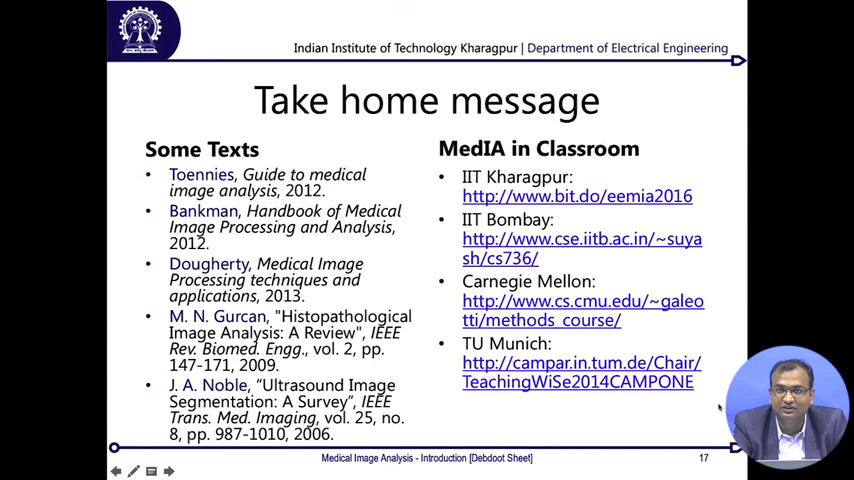 Indian Institute of Technology Kharagpur | Department of Electrical Engineering
Take home message
Some Texts
• Toennies, Guide to medical
image analysis, 2012.
• Bankman, Handbook of Medical
Image Processing and Analysis,
2012.
• Dougherty, Medical Image
Processing techniques and
applications, 2013.
• M. N. Gurcan, "Histopathological
Image Analysis: A Review", IEEE
Rev. Biomed. Engg., vol. 2, pp.
147-171, 2009.
• J. A. Noble, “Ultrasound Image
Segmentation: A Survey”, IEEE
Trans. Med. Imaging, vol. 25, no.
8, pp. 987-1010, 2006.
MedIA in Classroom
• IIT Kharagpur:
http://www.bit.do/eemia2016
• IIT Bombay:
http://www.cse.iitb.ac.in/~suya
sh/cs736/
• Carnegie Mellon:
http://www.cs.cmu.edu/~galeo
tti/methods_course/
• TU Munich:
http://campar.in.tum.de/Chair/
TeachingWiSe2014CAMPONE
Medical Image Analysis - Introduction [Debdoot Sheet]
17